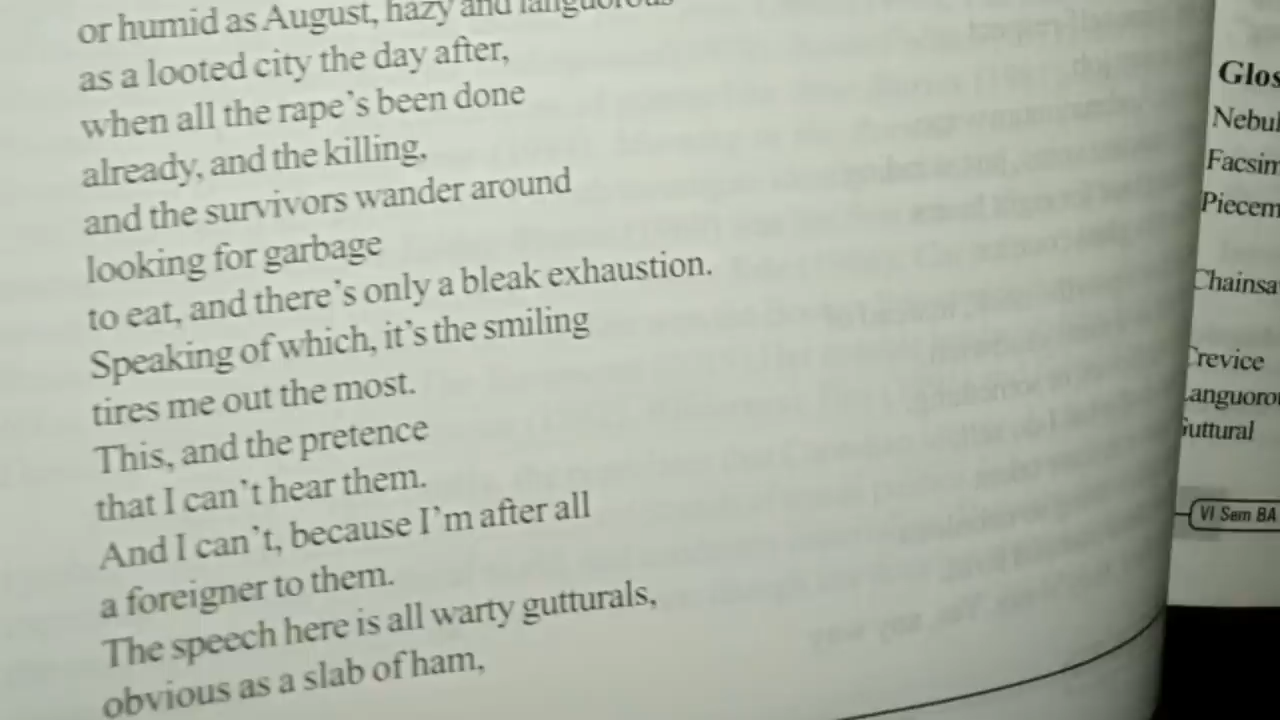 or humid as August, hazy and languorous
as a looted city the day after,
when all the rape's been done
already, and the killing,
and the survivors wander around
looking for garbage
to eat, and there's only a bleak exhaustion.
Speaking of which, it's the smiling
tires me out the most.
This, and the pretence
that I can't hear them.
And I can't, because I'm after all
a foreigner to them.
The speech here is all warty gutturals,
obvious as a slab of ham,
Glos
Nebul
Facsim
Piecem
Chainsa
Crevice
Languoro
Guttural
VI Sem BA